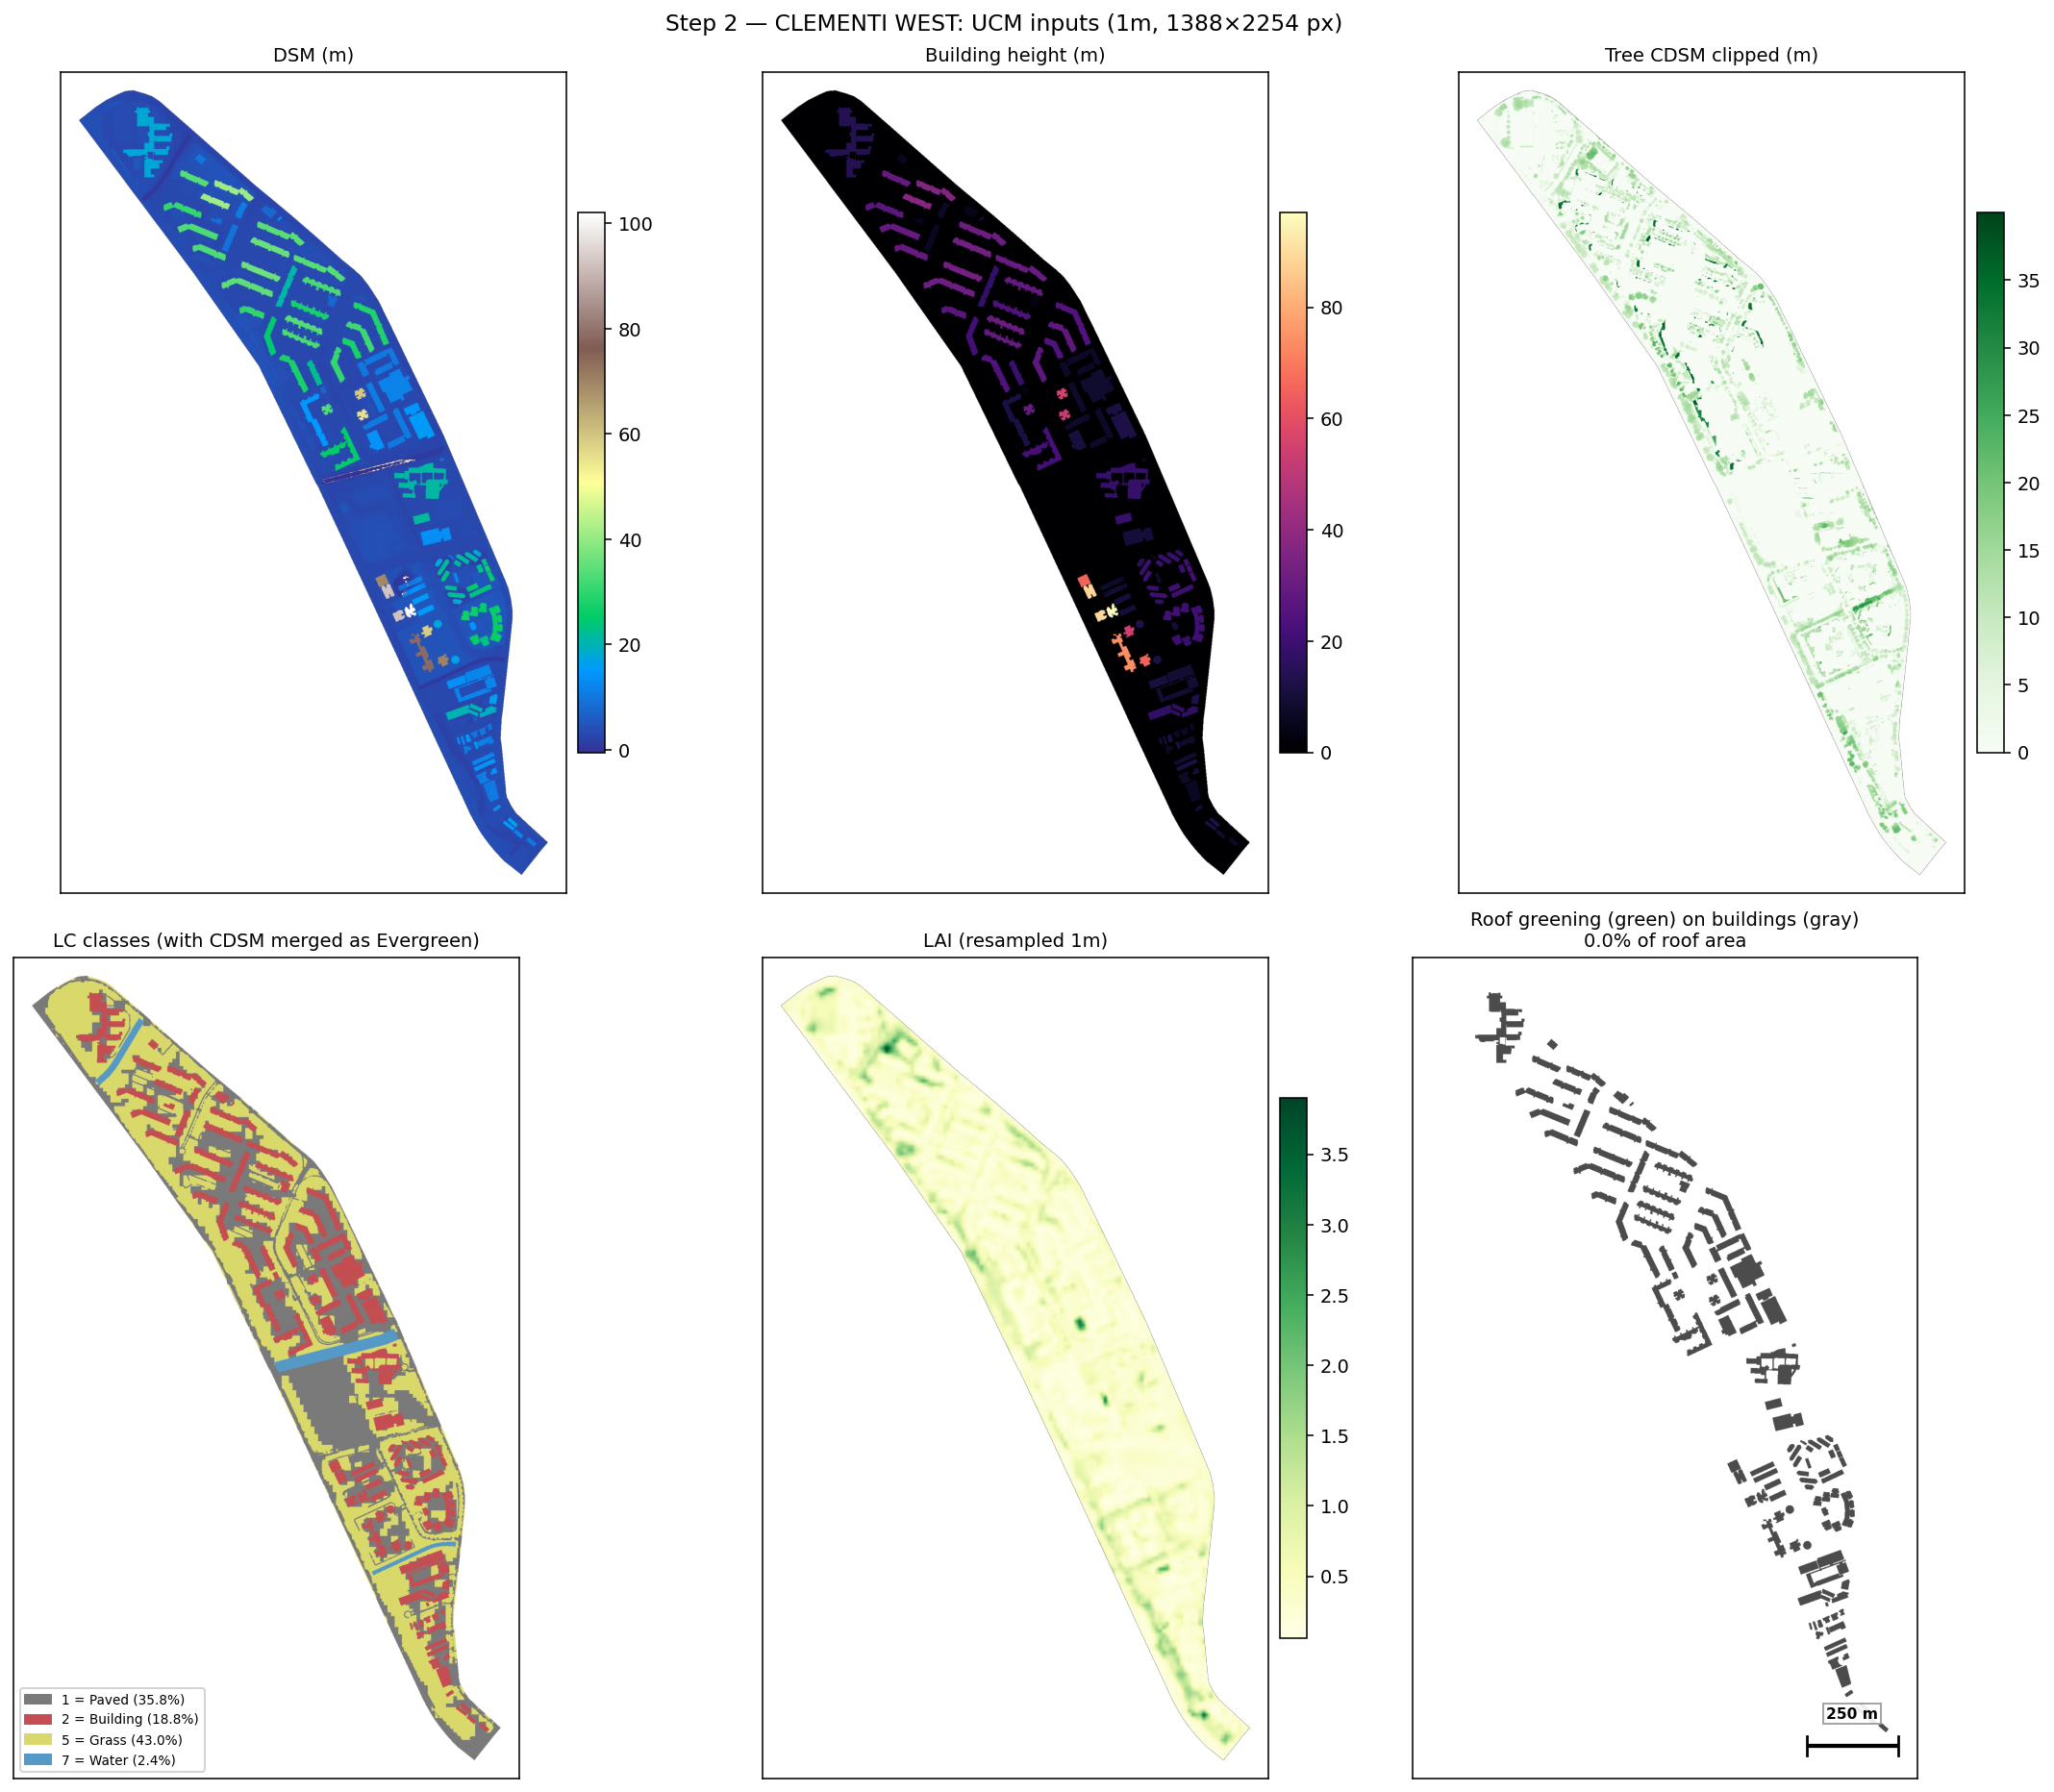 Step 2 — CLEMENTI WEST: UCM inputs (1m, 1388×2254 px)
DSM (m)
100
80
60
40
20
0
Building height (m)
80
60
40
20
0
Tree CDSM clipped (m)
35
30
25
20
15
10
5
0
LC classes (with CDSM merged as Evergreen)
1 = Paved (35.8%)
2 = Building (18.8%)
5 = Grass (43.0%)
7 = Water (2.4%)
LAI (resampled 1m)
3.5
3.0
2.5
2.0
1.5
1.0
0.5
Roof greening (green) on buildings (gray)
0.0% of roof area
250 m